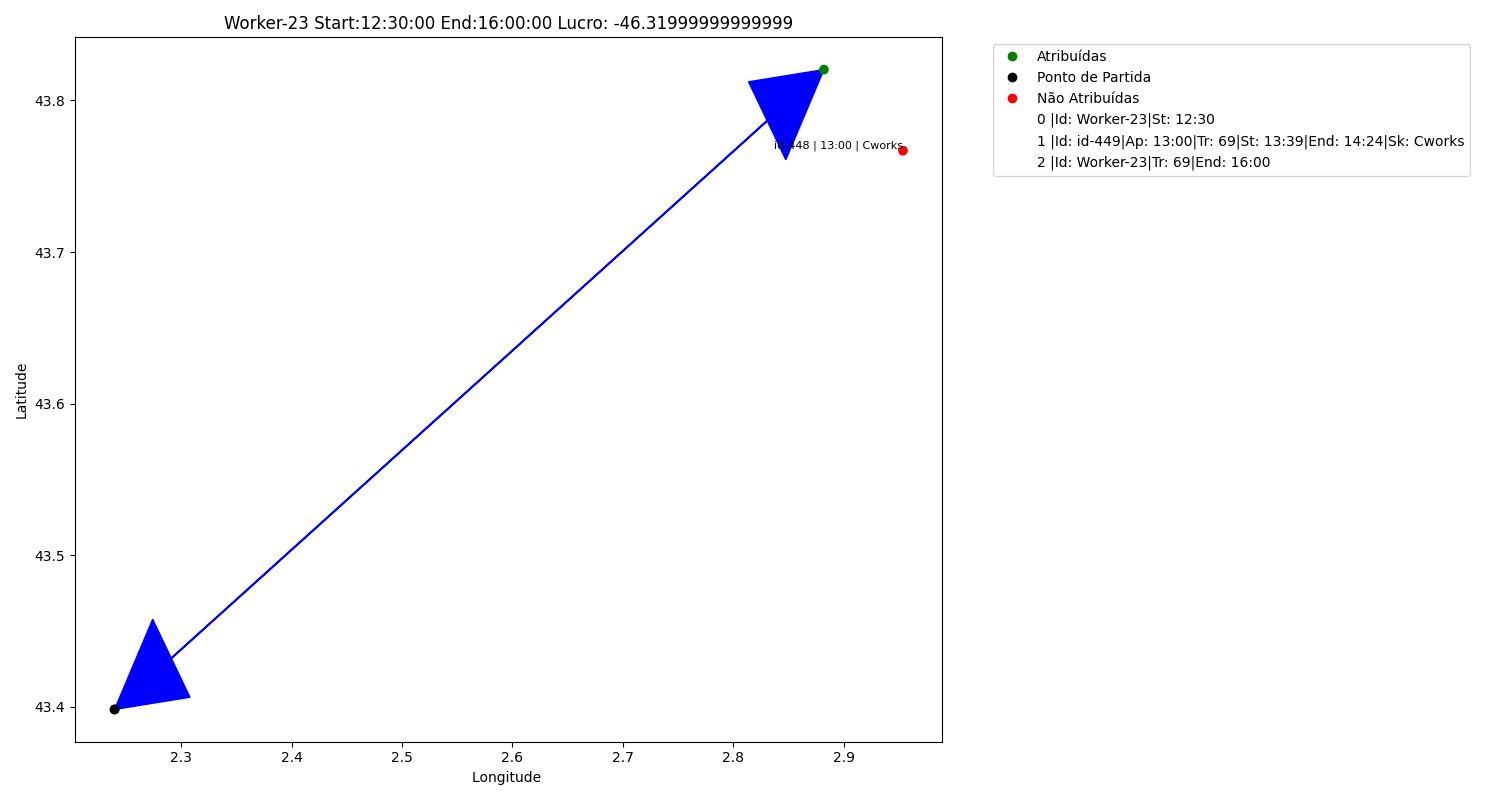 Worker-23 Start:12:30:00 End:16:00:00 Lucro: -46.31999999999999
43.8
43.7
43.6
43.5
43.4
Latitude
id-448 | 13:00 | Cworks
2.3 2.4 2.5 2.6 2.7 2.8 2.9
Longitude
Atribuídas
Ponto de Partida
Não Atribuídas
0 |Id: Worker-23|St: 12:30
1 |Id: id-449|Ap: 13:00|Tr: 69|St: 13:39|End: 14:24|Sk: Cworks
2 |Id: Worker-23|Tr: 69|End: 16:00